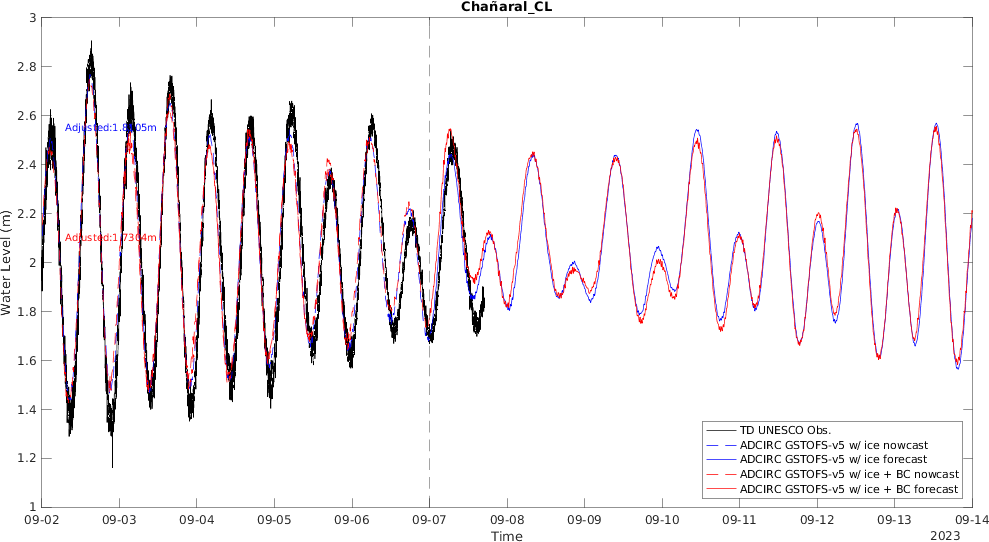 Chañaral_CL
3
2.8
2.6
2.4
2.2
2
1.8
1.6
1.4
1.2
1
Water Level (m)
Adjusted:1.7304m
TD UNESCO Obs.
ADCIRC GSTOFS-v5 w/ ice nowcast
ADCIRC GSTOFS-v5 w/ ice forecast
ADCIRC GSTOFS-v5 w/ ice + BC nowcast
ADCIRC GSTOFS-v5 w/ ice + BC forecast
09-02 09-03 09-04 09-05 09-06 09-07 09-08 09-09 09-10 09-11 09-12 09-13 09-14
Time
2023